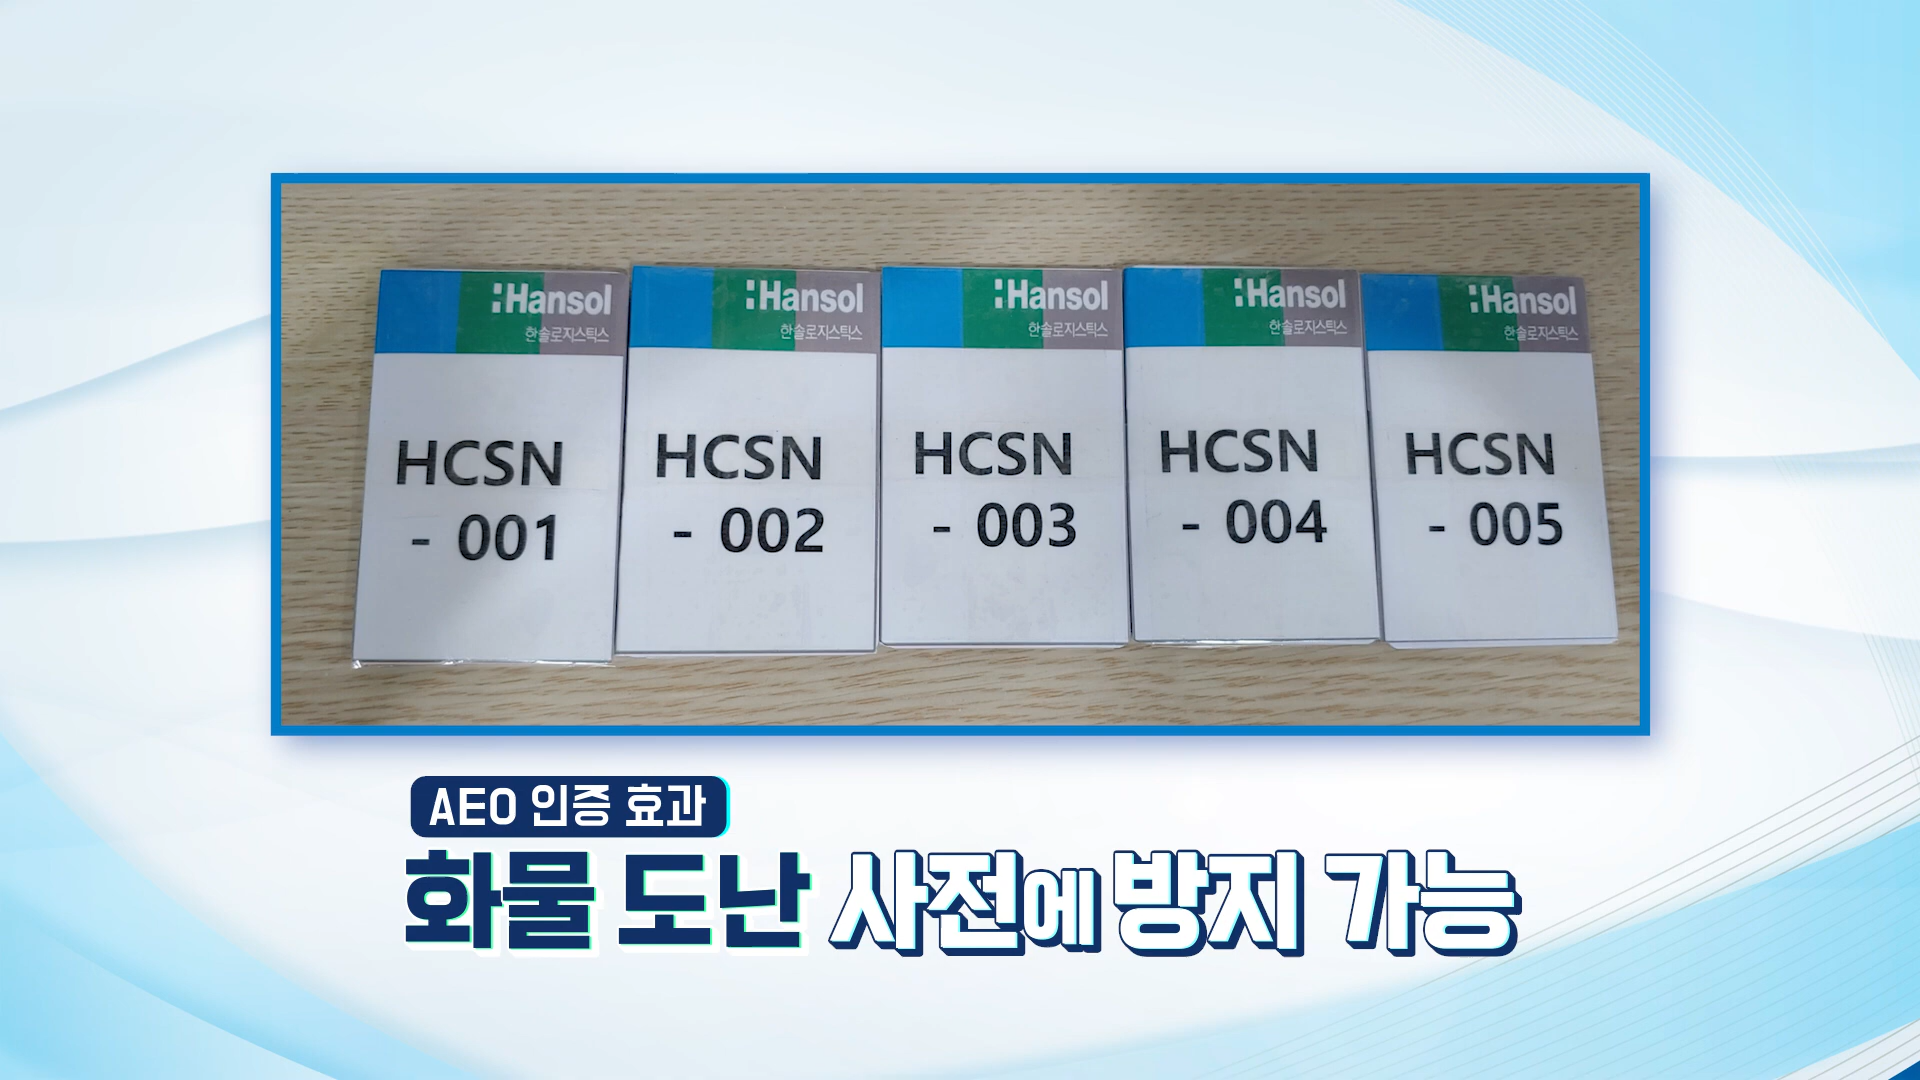 Hansol
한솔로지스틱스
HCSN
- 001
Hansol
한솔로지스틱스
HCSN
- 002
Hansol
한솔로지스틱스
HCSN
- 003
Hansol
한솔로지스틱스
HCSN
- 004
Hansol
한솔로지스틱스
HCSN
- 005
AEO 인증 효과
화물 도난 사전에 방지 가능